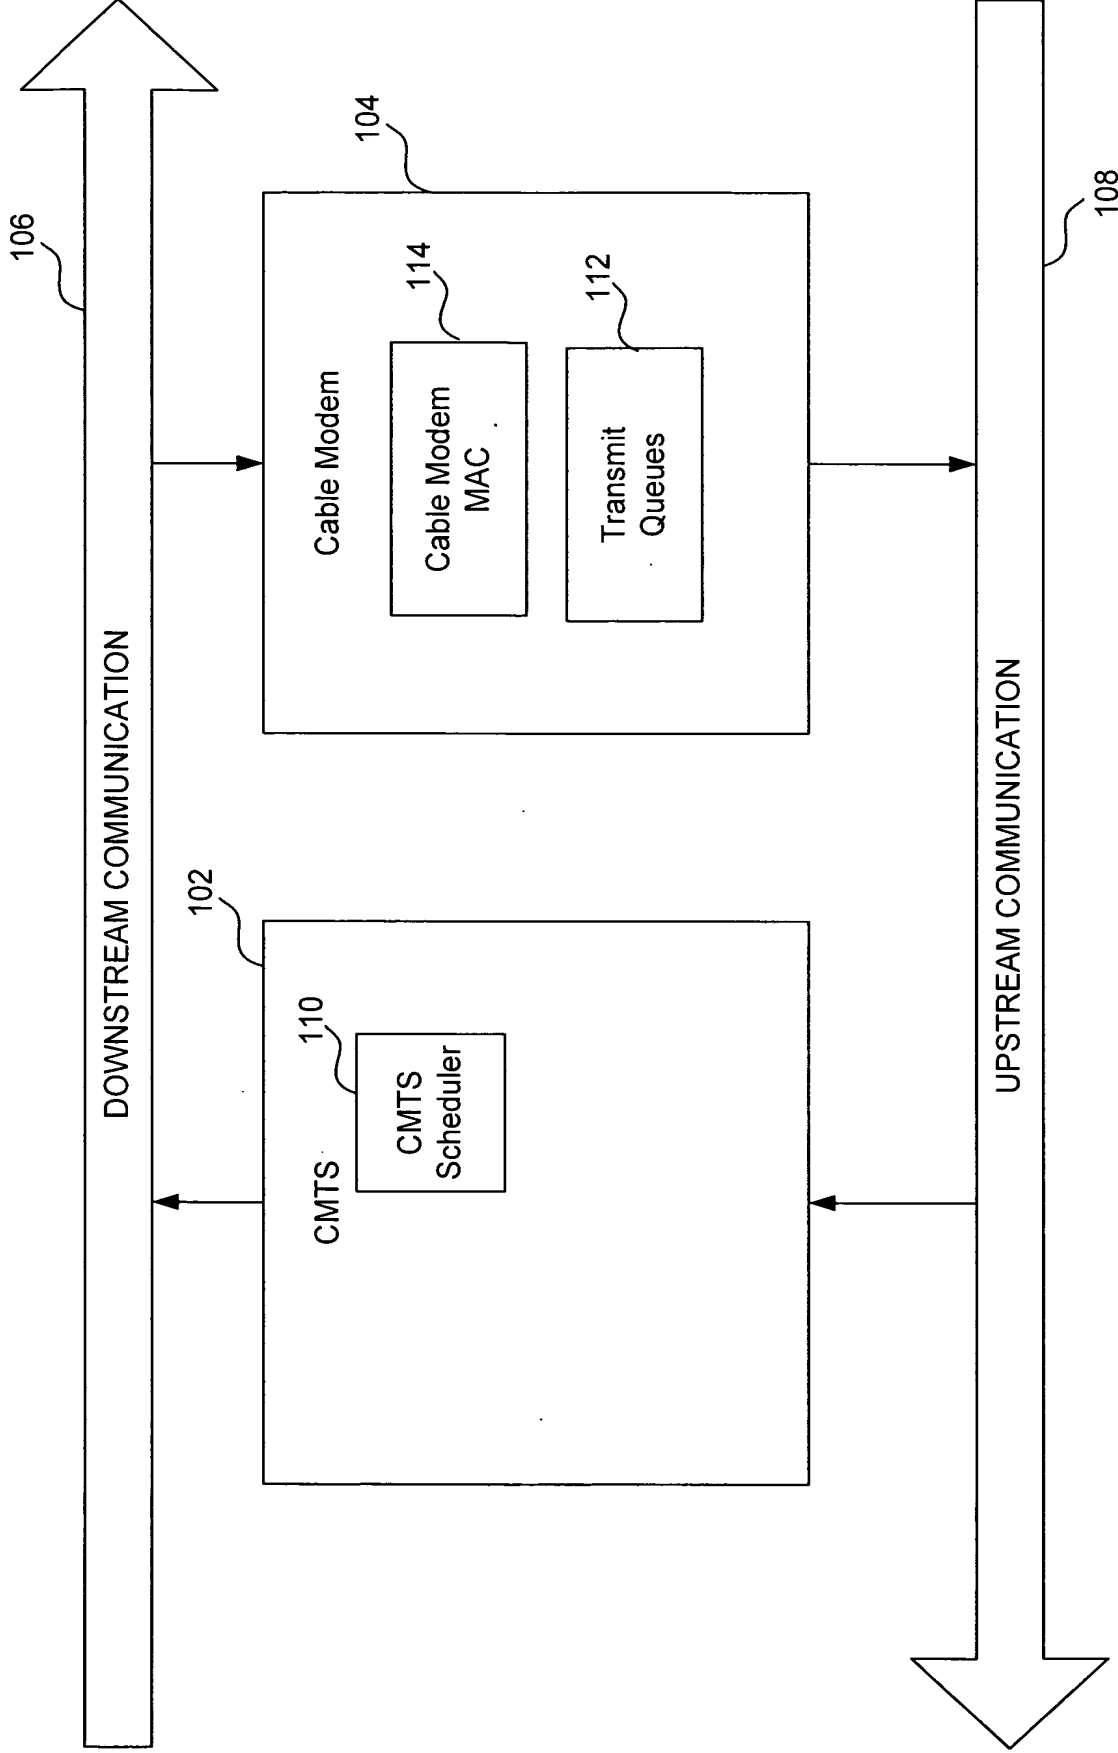 106
DOWNSTREAM COMMUNICATION
102
104
CMTS
110
CMTS
Scheduler
Cable Modem
114
Cable Modem
MAC
112
Transmit
Queues
UPSTREAM COMMUNICATION
108